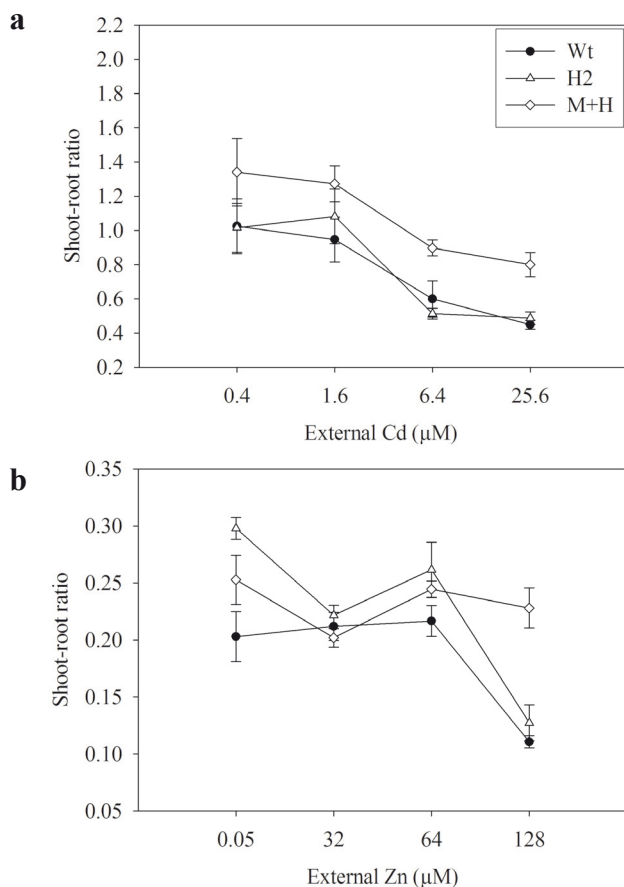 a
2.2
2.0
1.8
1.6
1.4
1.2
1.0
0.8
0.6
0.4
0.2
Shoot-root ratio
Wt
H2
M+H
0.4 1.6 6.4 25.6
External Cd (µM)
b
0.35
0.30
0.25
0.20
0.15
0.10
0.05
Shoot-root ratio
0.05 32 64 128
External Zn (µM)